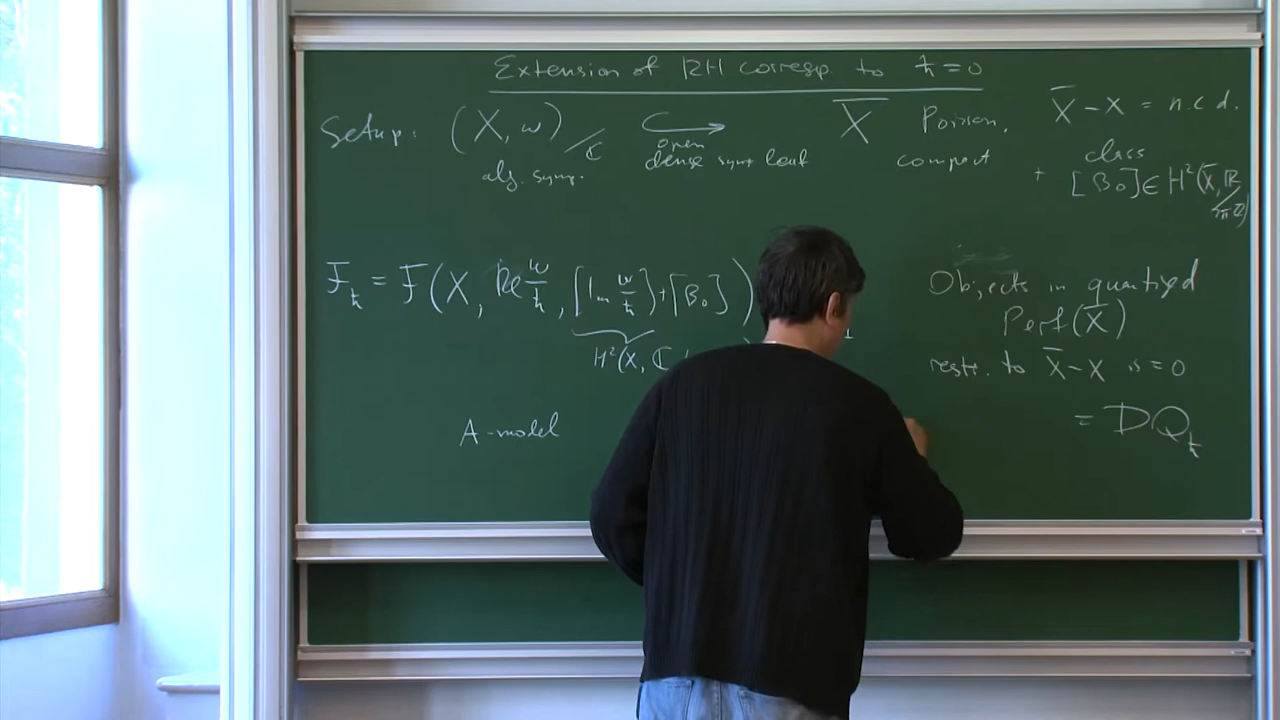 Extension of RH corresp. to ℏ=0
Setup: (X, ω)/ℂ ↪ X̄ Poisson, X̄ - X = n.c.d.
alg. symp. open dense symp leaf compact
+ class [B₀] ∈ H²(X, ℝ/2πℤ)
F_ℏ = F(X, Re ω/ℏ, [Im ω/ℏ] + [B₀])
H²(X, ℂ
A-model
Objects in quantized
Perf(X̄)
restr. to X̄-X is =0
= DQ_ℏ